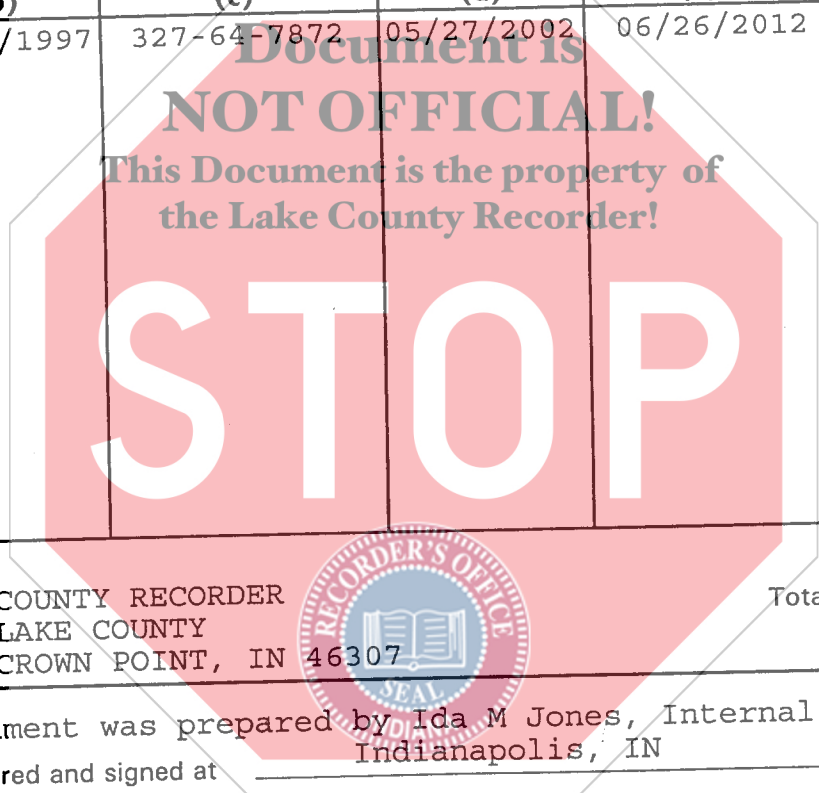 (c) (d)
/1997 327-64-7872 05/27/2002 06/26/2012
Document is
NOT OFFICIAL!
This Document is the property of
the Lake County Recorder!
STOP
RECORDER'S OFFICE
COUNTY RECORDER
LAKE COUNTY
CROWN POINT, IN 46307
Tota
SEAL
INDIANA
ment was prepared by Ida M Jones, Internal
Indianapolis, IN
red and signed at